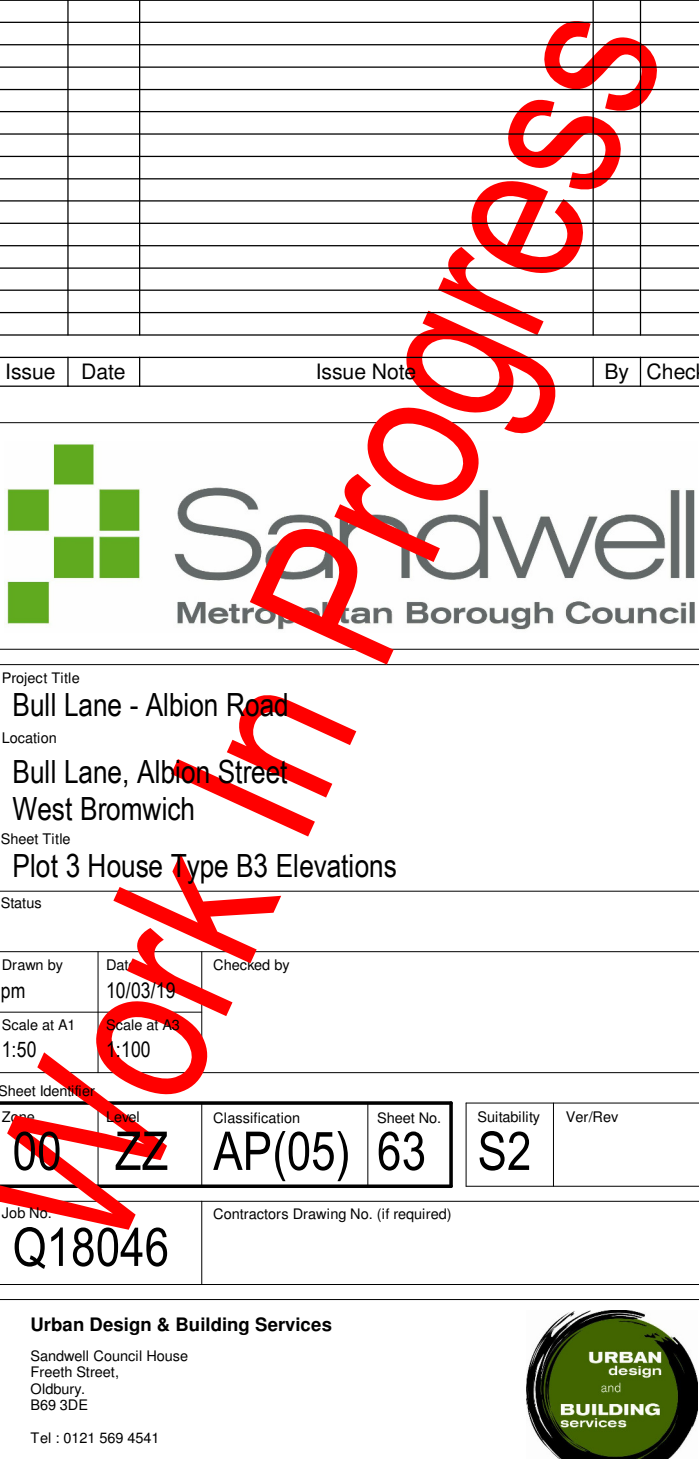 Issue Date Issue Note By Check
Sandwell
Metropolitan Borough Council
Work In Progress
Project Title
Bull Lane - Albion Road
Location
Bull Lane, Albion Street
West Bromwich
Sheet Title
Plot 3 House Type B3 Elevations
Status
Drawn by Date Checked by
pm 10/03/19
Scale at A1 Scale at A3
1:50 1:100
Sheet Identifier
Zone Level Classification Sheet No. Suitability Ver/Rev
00 ZZ AP(05) 63 S2
Job No. Contractors Drawing No. (if required)
Q18046
Urban Design & Building Services
Sandwell Council House
Freeth Street,
Oldbury.
B69 3DE
Tel : 0121 569 4541
URBAN
design
and
BUILDING
services